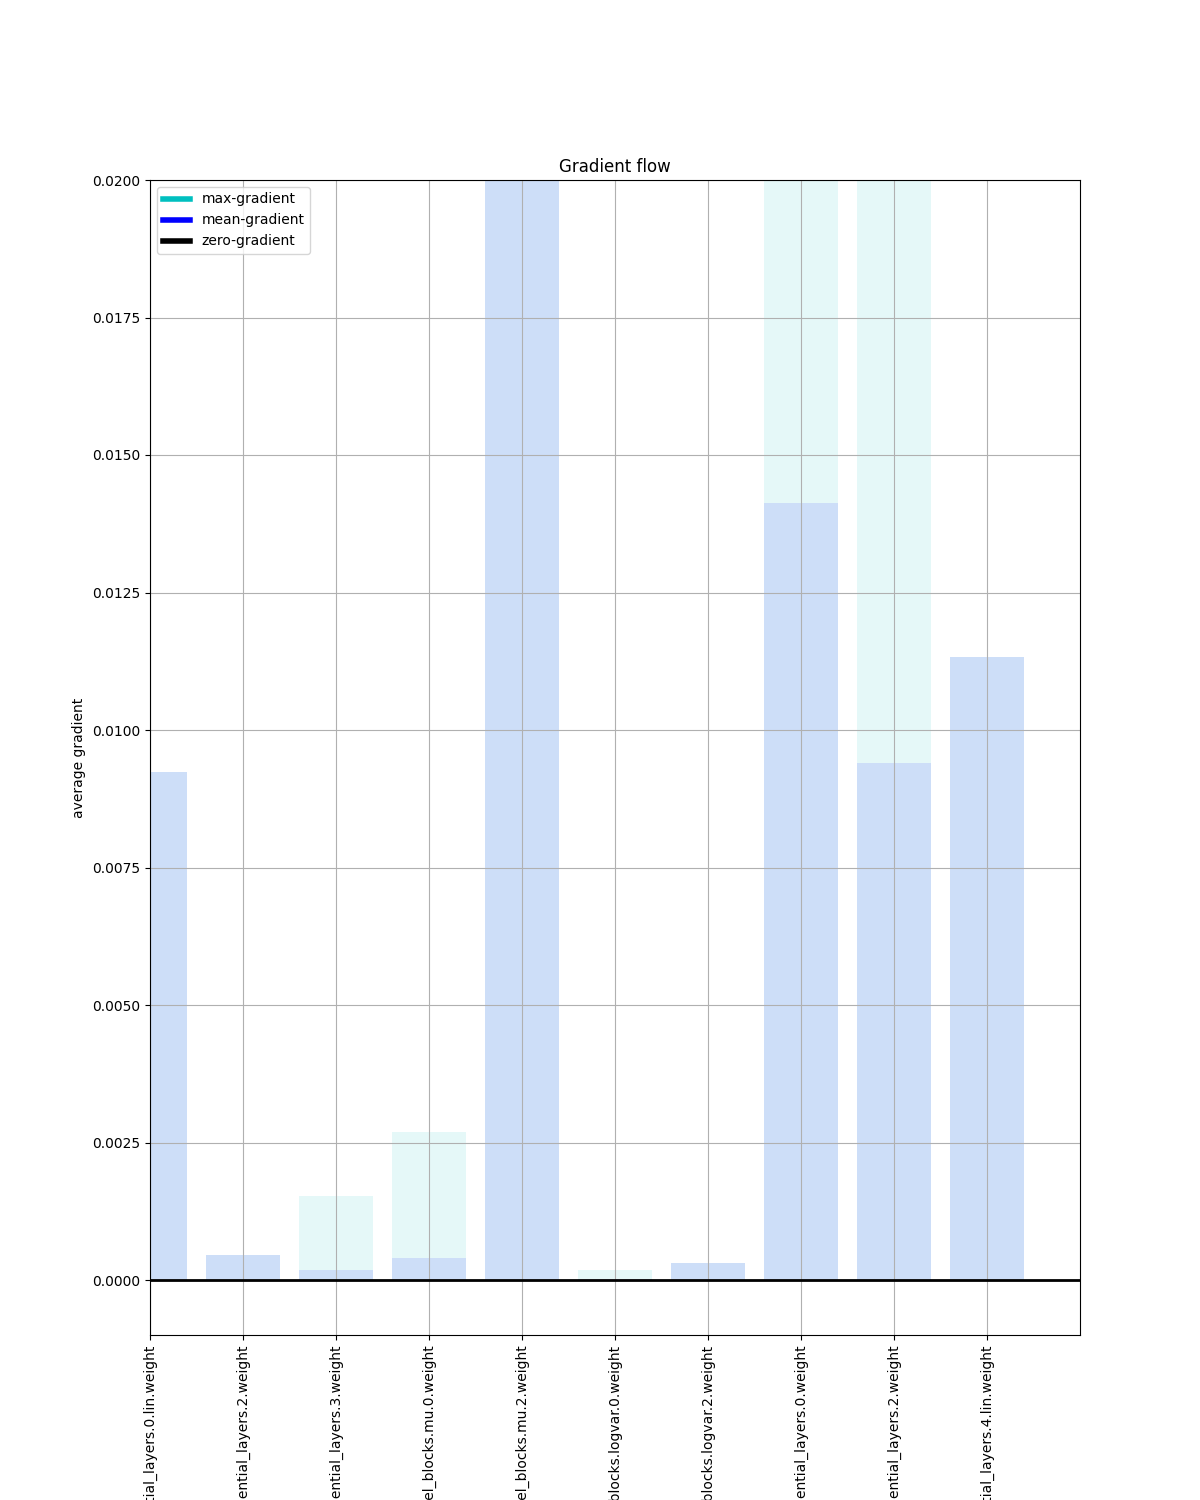 Gradient flow
max-gradient
mean-gradient
zero-gradient
0.0200
0.0175
0.0150
0.0125
0.0100
0.0075
0.0050
0.0025
0.0000
average gradient
tial_layers.0.lin.weight
ential_layers.2.weight
ential_layers.3.weight
el_blocks.mu.0.weight
el_blocks.mu.2.weight
blocks.logvar.0.weight
blocks.logvar.2.weight
ential_layers.0.weight
ential_layers.2.weight
tial_layers.4.lin.weight